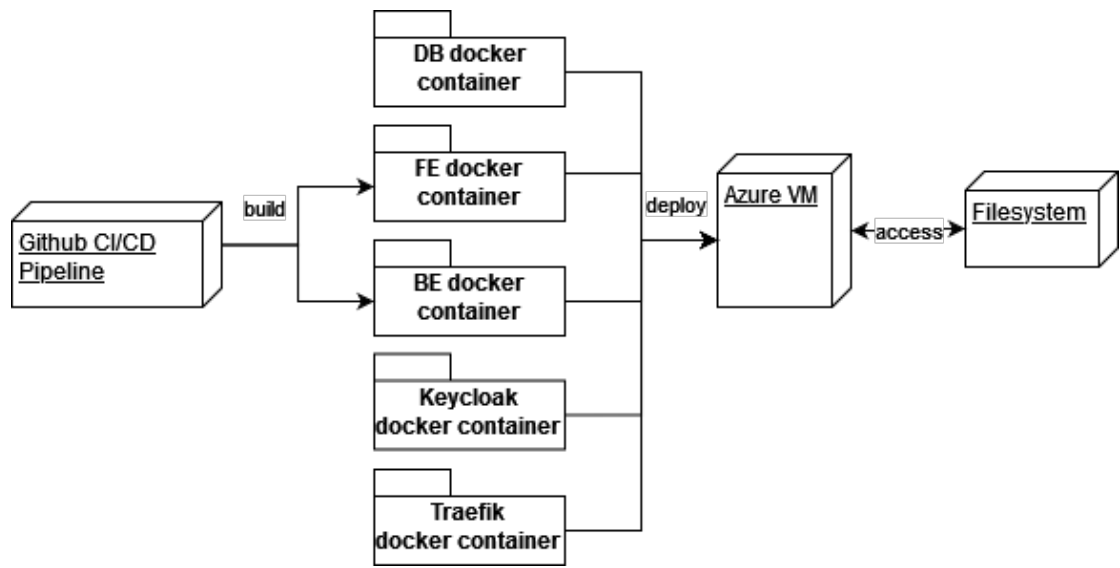 Github CI/CD
Pipeline
build
DB docker
container
FE docker
container
BE docker
container
Keycloak
docker container
Traefik
docker container
deploy
Azure VM
access
Filesystem